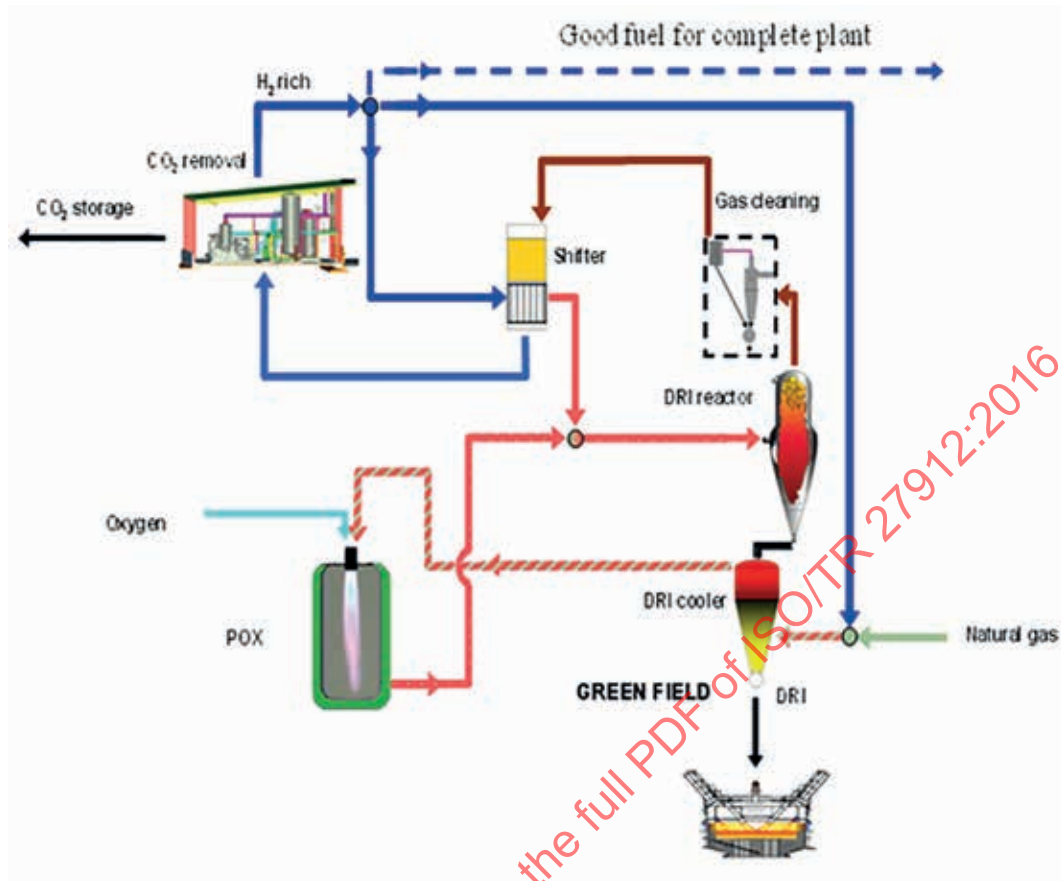 Good fuel for complete plant
H₂ rich
CO₂ removal
CO₂ storage
Gas cleaning
Shifter
DRI reactor
Oxygen
DRI cooler
POX
Natural gas
GREEN FIELD
DRI
the full PDF of ISO/TR 27912:2016